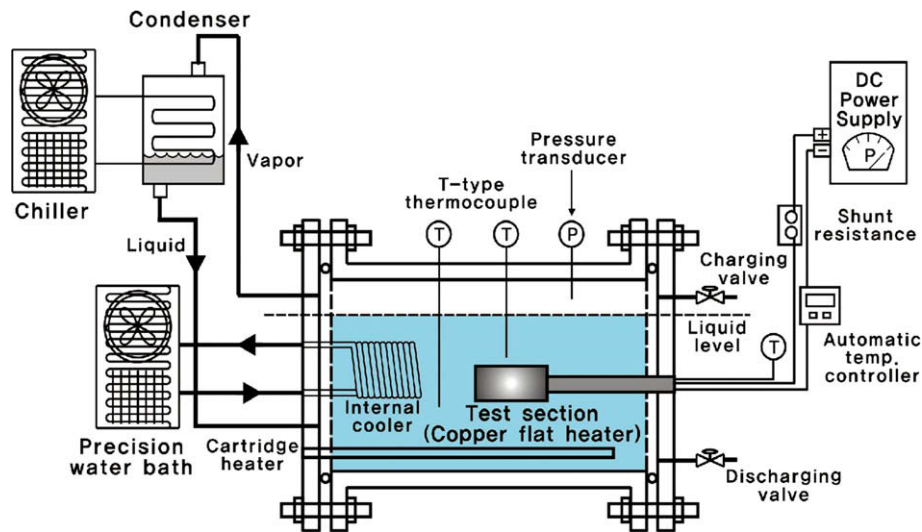 Condenser
DC
Power
Supply
P
+
−
Pressure
transducer
Vapor
T-type
thermocouple
Chiller
Shunt
resistance
Liquid
T
T
P
Charging
valve
Liquid
level
T
Automatic
temp.
controller
Internal
cooler
Test section
(Copper flat heater)
Precision
water bath
Cartridge
heater
Discharging
valve